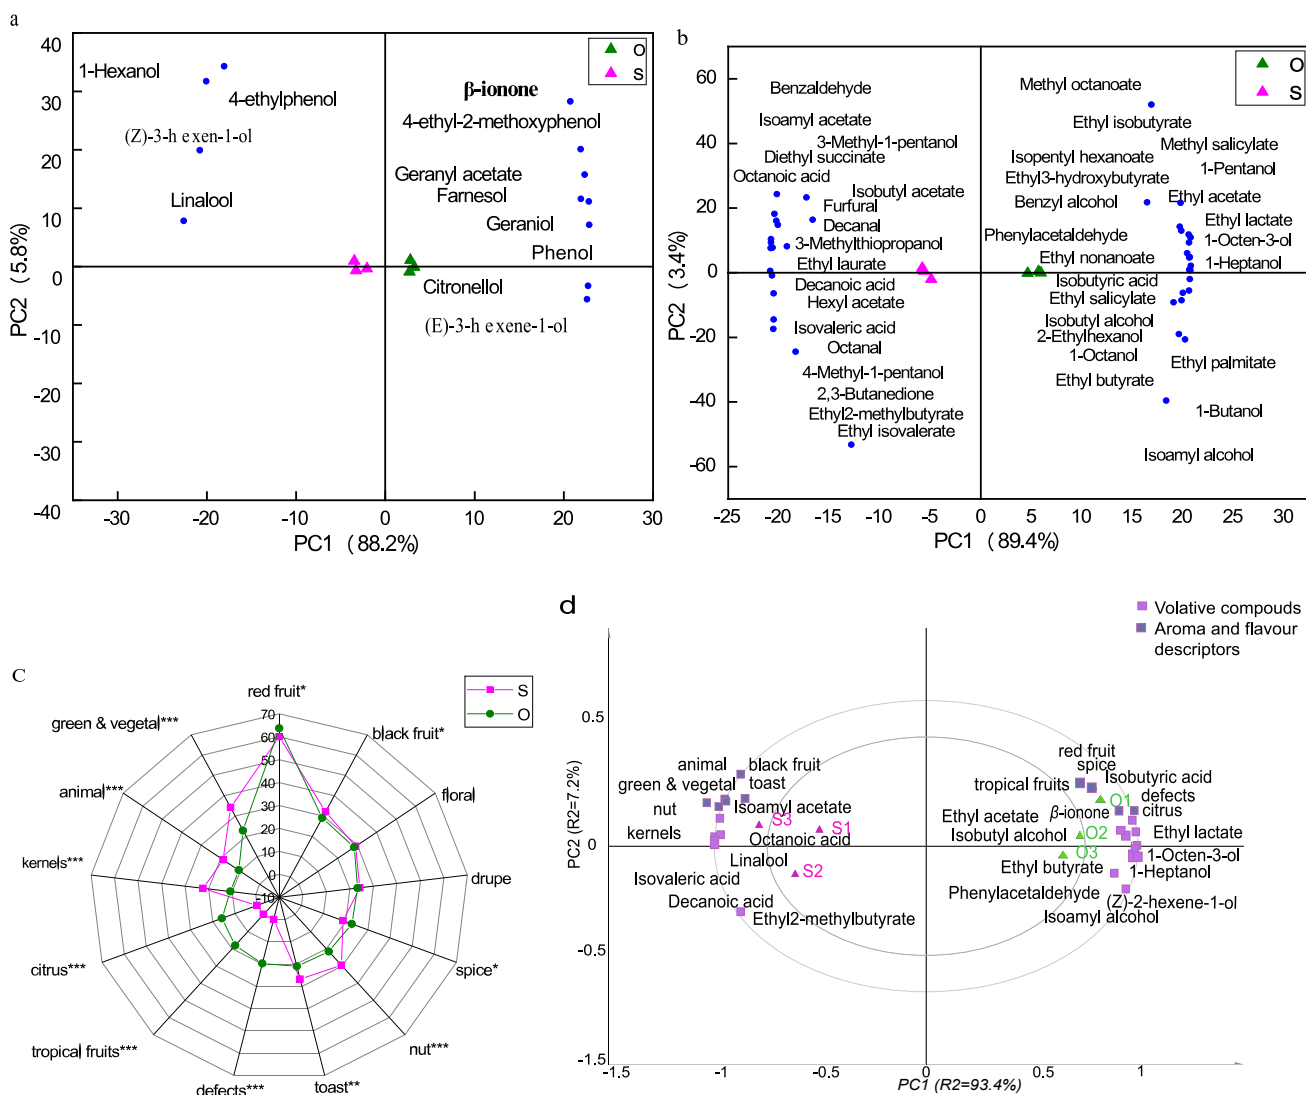 a
O
S
40
30
20
10
0
-10
-20
-30
-40
PC2 (5.8%)
-30
-20
-10
0
10
20
30
PC1 ( 88.2%)
1-Hexanol
4-ethylphenol
(Z)-3-h exen-1-ol
Linalool
β-ionone
4-ethyl-2-methoxyphenol
Geranyl acetate
Farnesol
Geraniol
Phenol
Citronellol
(E)-3-h exene-1-ol
b
O
S
60
40
20
0
-20
-40
-60
PC2 ( 3.4%)
-25
-20
-15
-10
-5
0
5
10
15
20
25
30
PC1 ( 89.4%)
Benzaldehyde
Isoamyl acetate
3-Methyl-1-pentanol
Diethyl succinate
Octanoic acid
Isobutyl acetate
Furfural
Decanal
3-Methylthiopropanol
Ethyl laurate
Decanoic acid
Hexyl acetate
Isovaleric acid
Octanal
4-Methyl-1-pentanol
2,3-Butanedione
Ethyl2-methylbutyrate
Ethyl isovalerate
Methyl octanoate
Ethyl isobutyrate
Methyl salicylate
Isopentyl hexanoate
1-Pentanol
Ethyl3-hydroxybutyrate
Ethyl acetate
Benzyl alcohol
Ethyl lactate
Phenylacetaldehyde
1-Octen-3-ol
Ethyl nonanoate
1-Heptanol
Isobutyric acid
Ethyl salicylate
Isobutyl alcohol
2-Ethylhexanol
1-Octanol
Ethyl palmitate
Ethyl butyrate
1-Butanol
Isoamyl alcohol
c
S
O
red fruit*
black fruit*
floral
drupe
spice*
nut***
toast**
defects***
tropical fruits***
citrus***
kernels***
animal***
green & vegetal***
70
60
50
40
30
20
10
0
-10
d
Volative compouds
Aroma and flavour
descriptors
0.5
0
-0.5
-1.5
PC2 (R2=7.2%)
-1.5
-1
-0.5
0
0.5
1
PC1 (R2=93.4%)
animal
black fruit
green & vegetal
toast
nut
Isoamyl acetate
kernels
Octanoic acid
S3
S1
Linalool
S2
Isovaleric acid
Decanoic acid
Ethyl2-methylbutyrate
red fruit
spice
tropical fruits
Isobutyric acid
O1
defects
β-ionone
citrus
Ethyl acetate
Isobutyl alcohol
O2
Ethyl lactate
O3
1-Octen-3-ol
Ethyl butyrate
1-Heptanol
Phenylacetaldehyde
(Z)-2-hexene-1-ol
Isoamyl alcohol